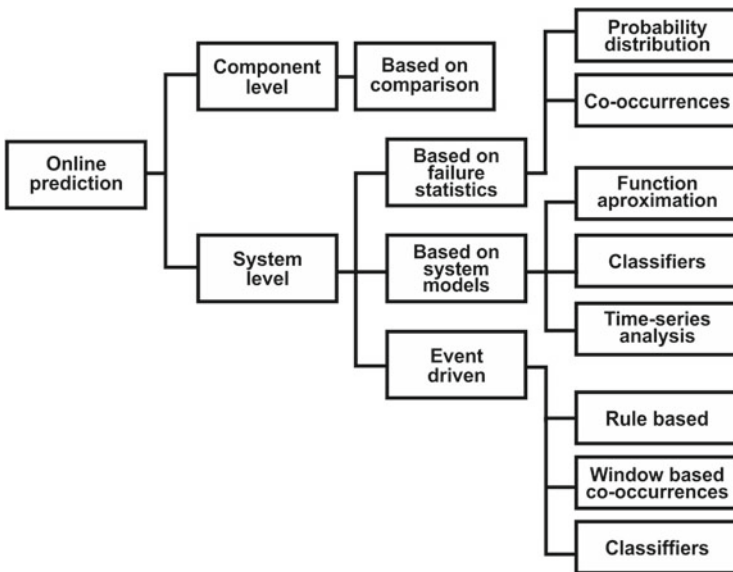 Online
prediction
Component
level
Based on
comparison
System
level
Based on
failure
statistics
Probability
distribution
Co-occurrences
Based on
system
models
Function
aproximation
Classifiers
Time-series
analysis
Event
driven
Rule based
Window based
co-occurrences
Classiffiers